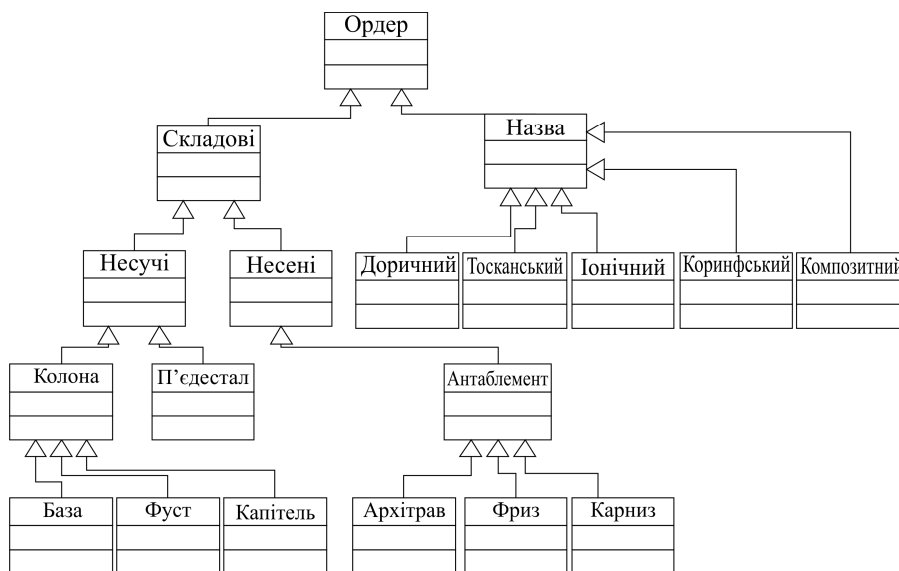 Ордер
Складові
Назва
Несучі
Несені
Доричний
Тосканський
Іонічний
Коринфський
Композитний
Колона
П’єдестал
Антаблемент
База
Фуст
Капітель
Архітрав
Фриз
Карниз